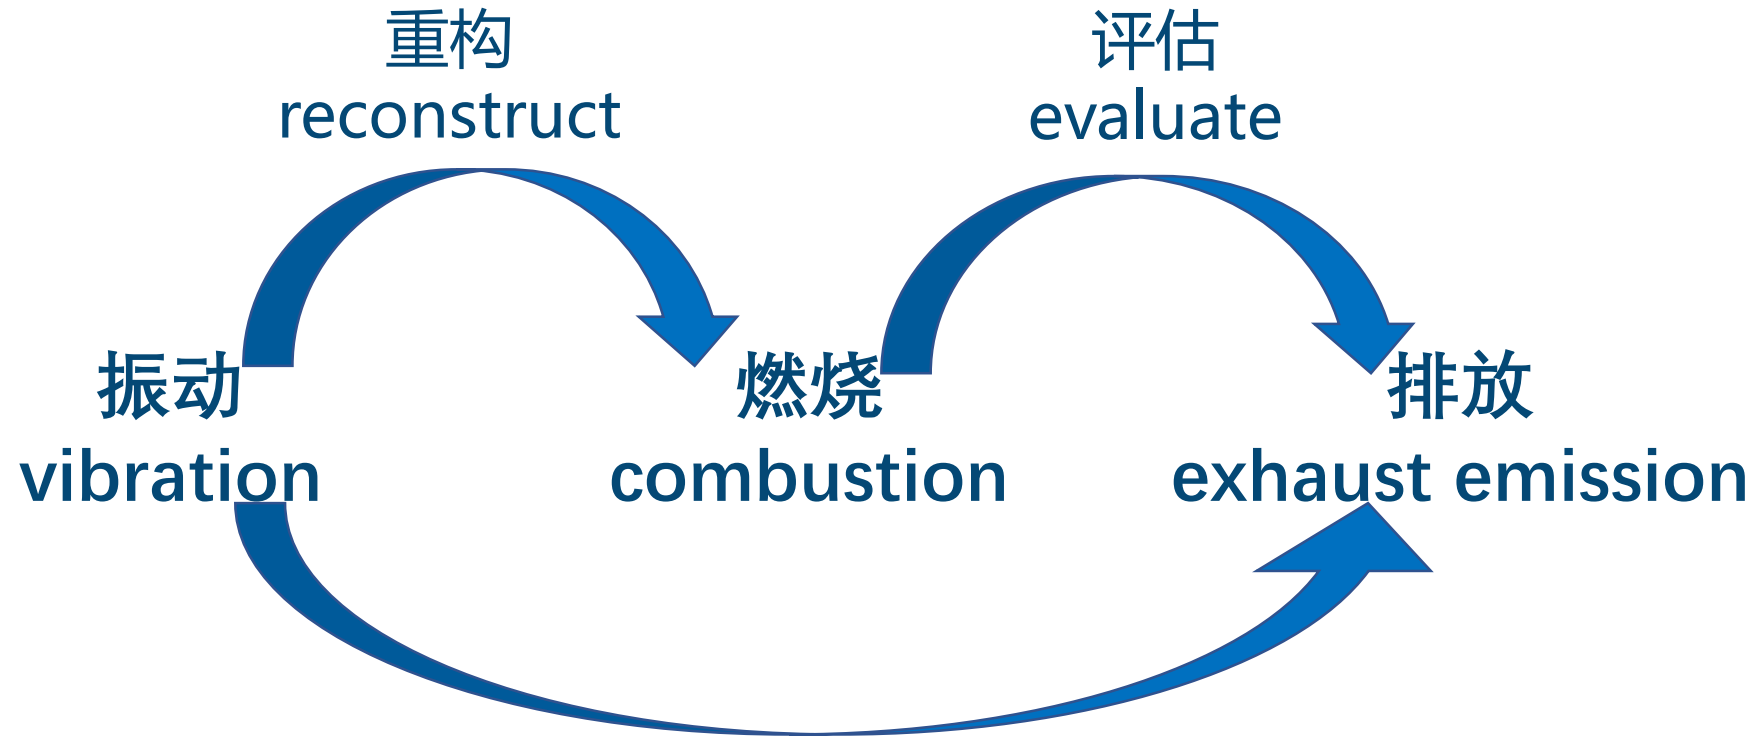 重构
reconstruct
评估
evaluate
振动
vibration
燃烧
combustion
排放
exhaust emission